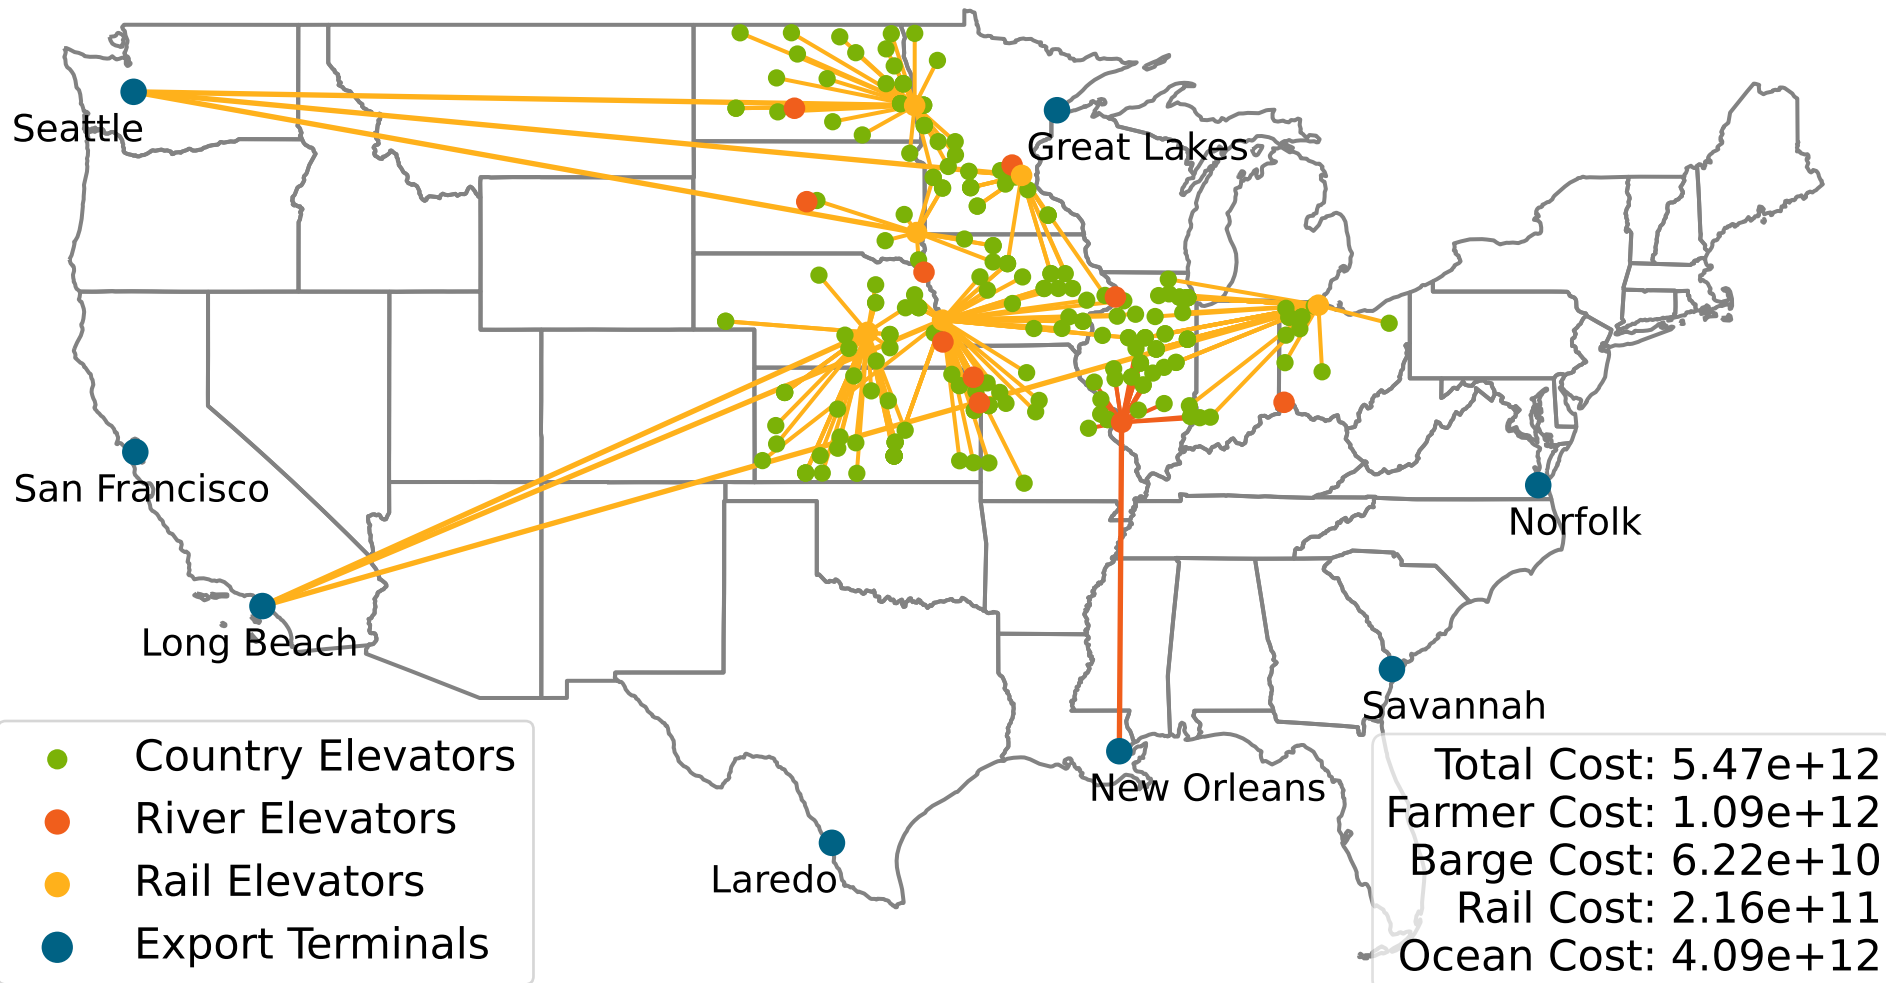 Seattle
Great Lakes
San Francisco
Norfolk
Long Beach
Savannah
New Orleans
Laredo
Country Elevators
River Elevators
Rail Elevators
Export Terminals
Total Cost: 5.47e+12
Farmer Cost: 1.09e+12
Barge Cost: 6.22e+10
Rail Cost: 2.16e+11
Ocean Cost: 4.09e+12